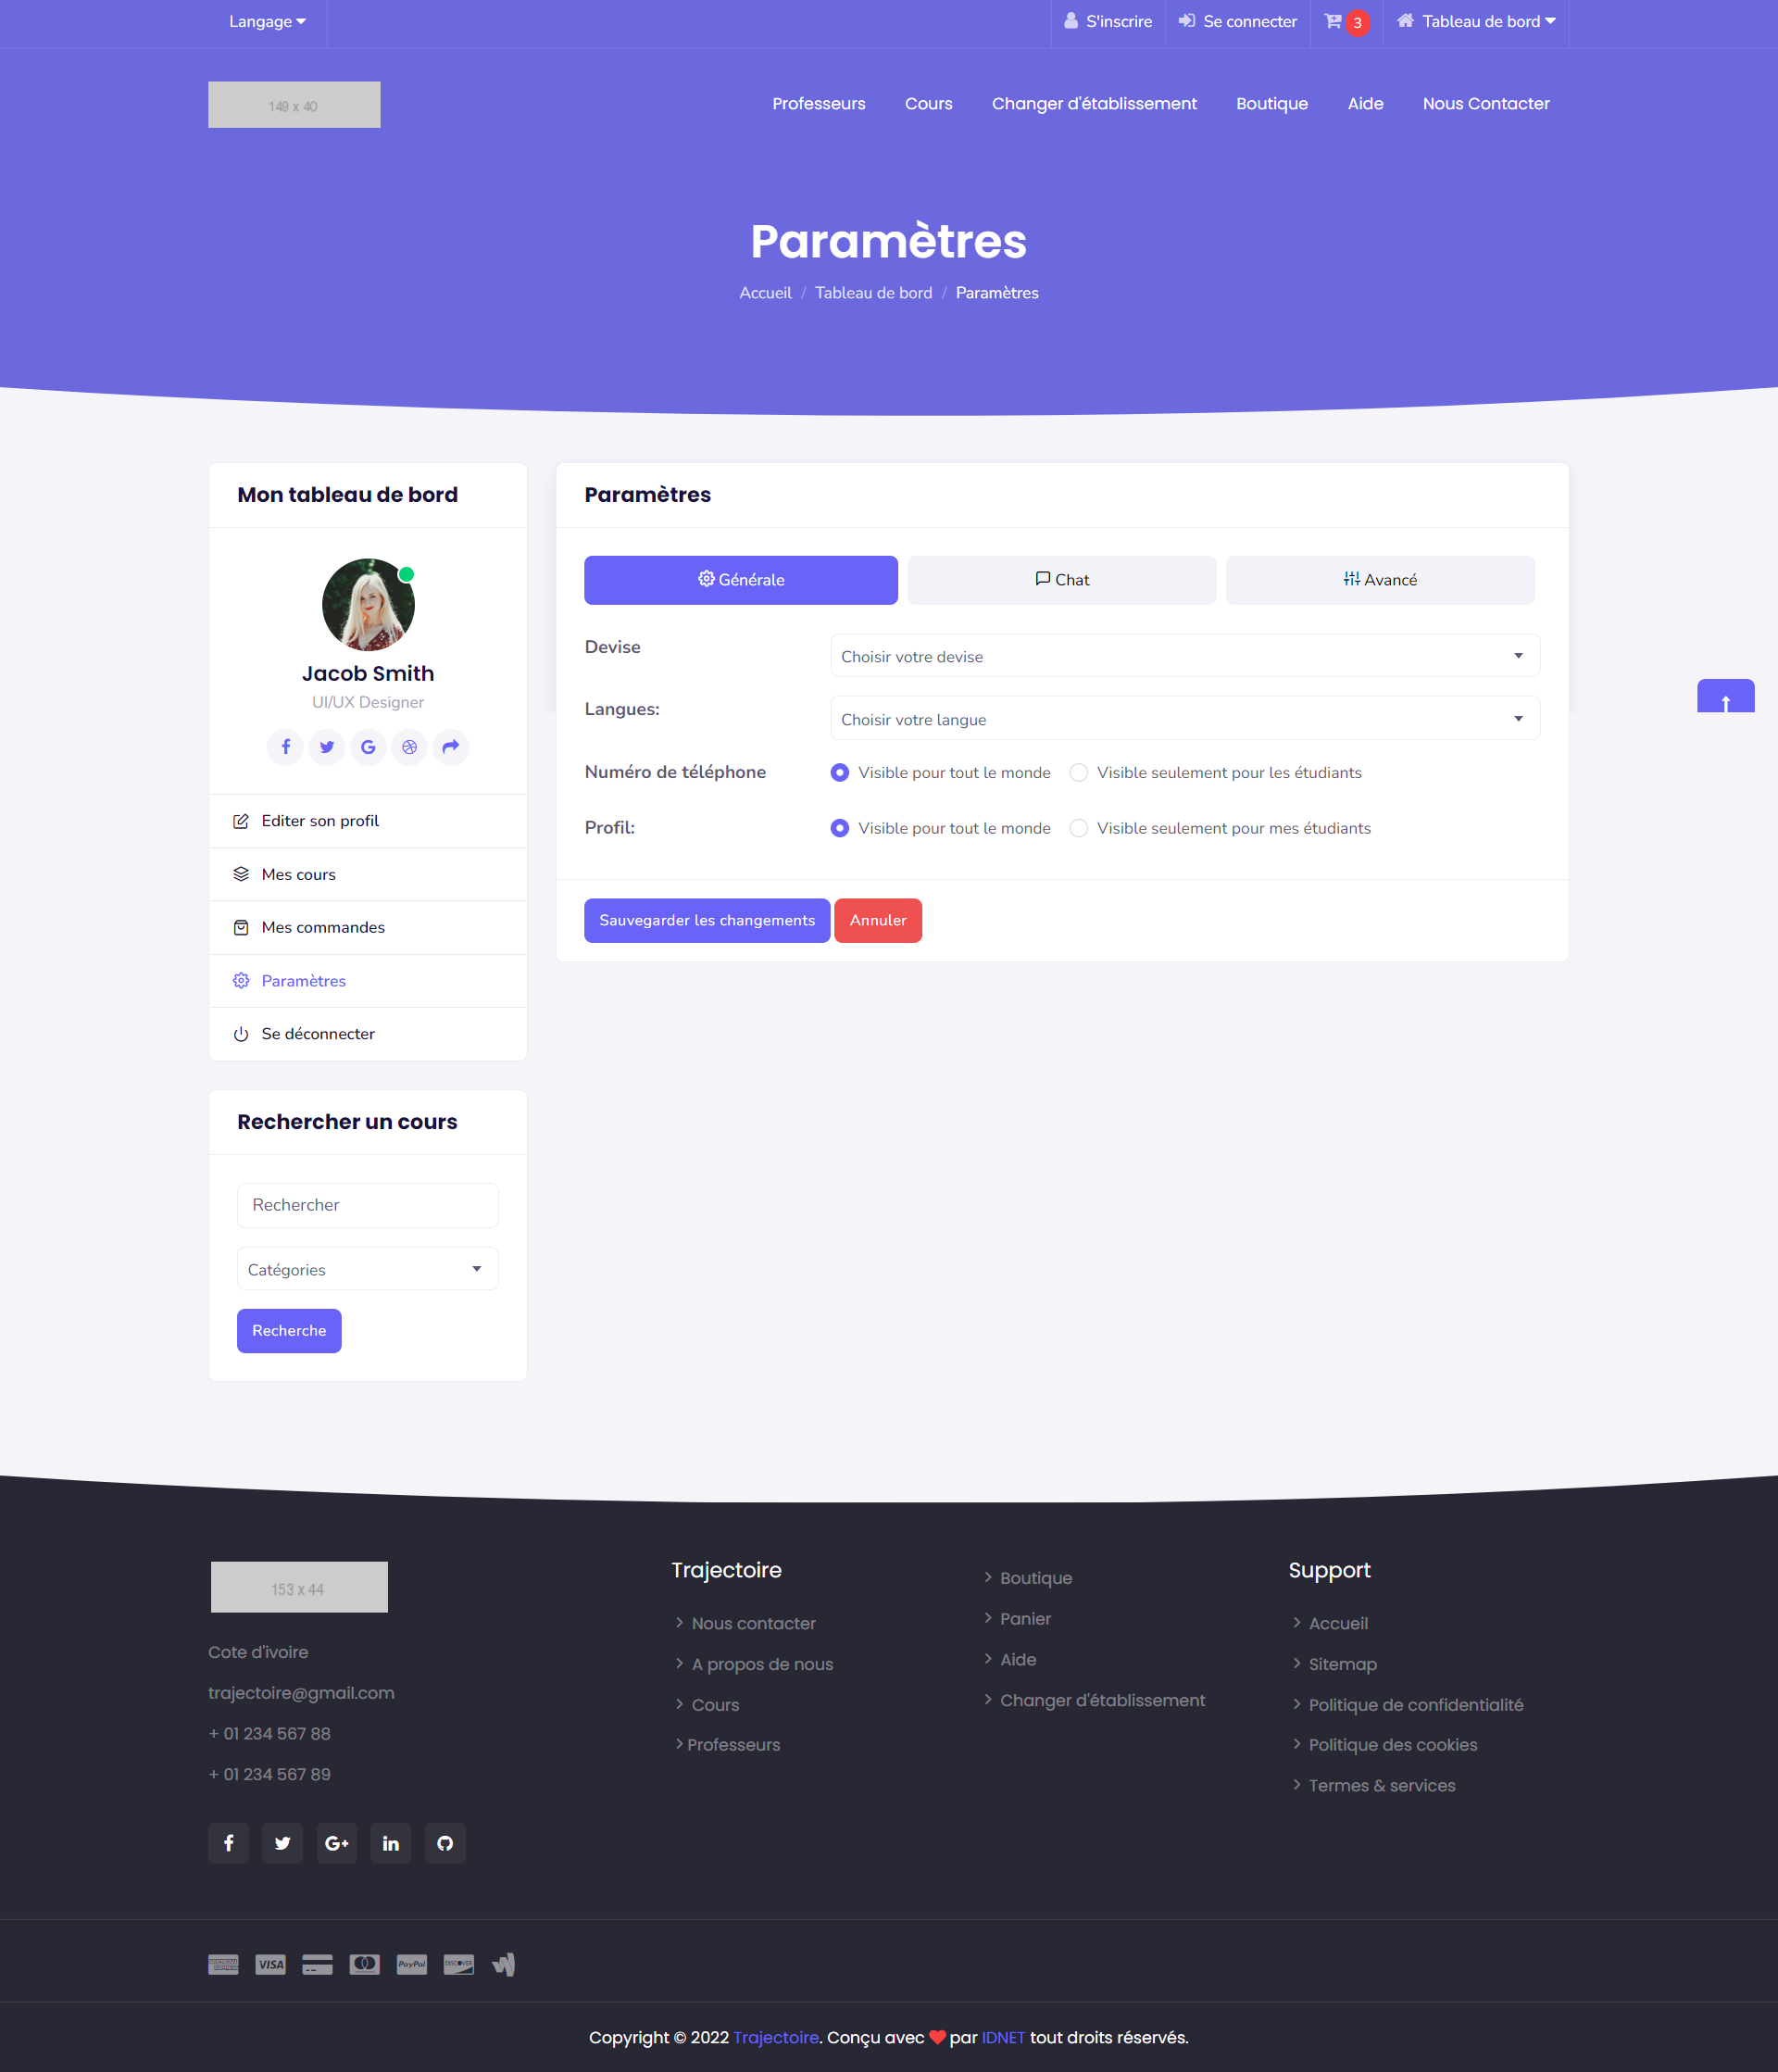 Langage
S'inscrire
Se connecter
3
Tableau de bord
149 x 40
Professeurs
Cours
Changer d'établissement
Boutique
Aide
Nous Contacter
Paramètres
Accueil / Tableau de bord / Paramètres
Mon tableau de bord
Jacob Smith
UI/UX Designer
Editer son profil
Mes cours
Mes commandes
Paramètres
Se déconnecter
Rechercher un cours
Rechercher
Catégories
Recherche
Paramètres
Générale
Chat
Avancé
Devise
Choisir votre devise
Langues:
Choisir votre langue
Numéro de téléphone
Visible pour tout le monde
Visible seulement pour les étudiants
Profil:
Visible pour tout le monde
Visible seulement pour mes étudiants
Sauvegarder les changements
Annuler
153 x 44
Cote d'ivoire
trajectoire@gmail.com
+ 01 234 567 88
+ 01 234 567 89
G+
in
Trajectoire
Nous contacter
A propos de nous
Cours
Professeurs
Boutique
Panier
Aide
Changer d'établissement
Support
Accueil
Sitemap
Politique de confidentialité
Politique des cookies
Termes & services
VISA
PayPal
DISCOVER
Copyright © 2022 Trajectoire. Conçu avec ❤ par IDNET tout droits réservés.